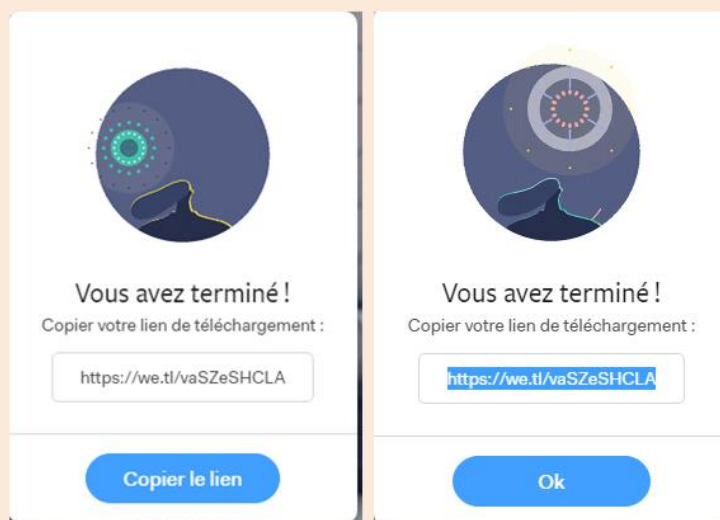 Vous avez terminé !
Copier votre lien de téléchargement :
https://we.tl/vaSZeSHCLA
Copier le lien
Vous avez terminé !
Copier votre lien de téléchargement :
https://we.tl/vaSZeSHCLA
Ok